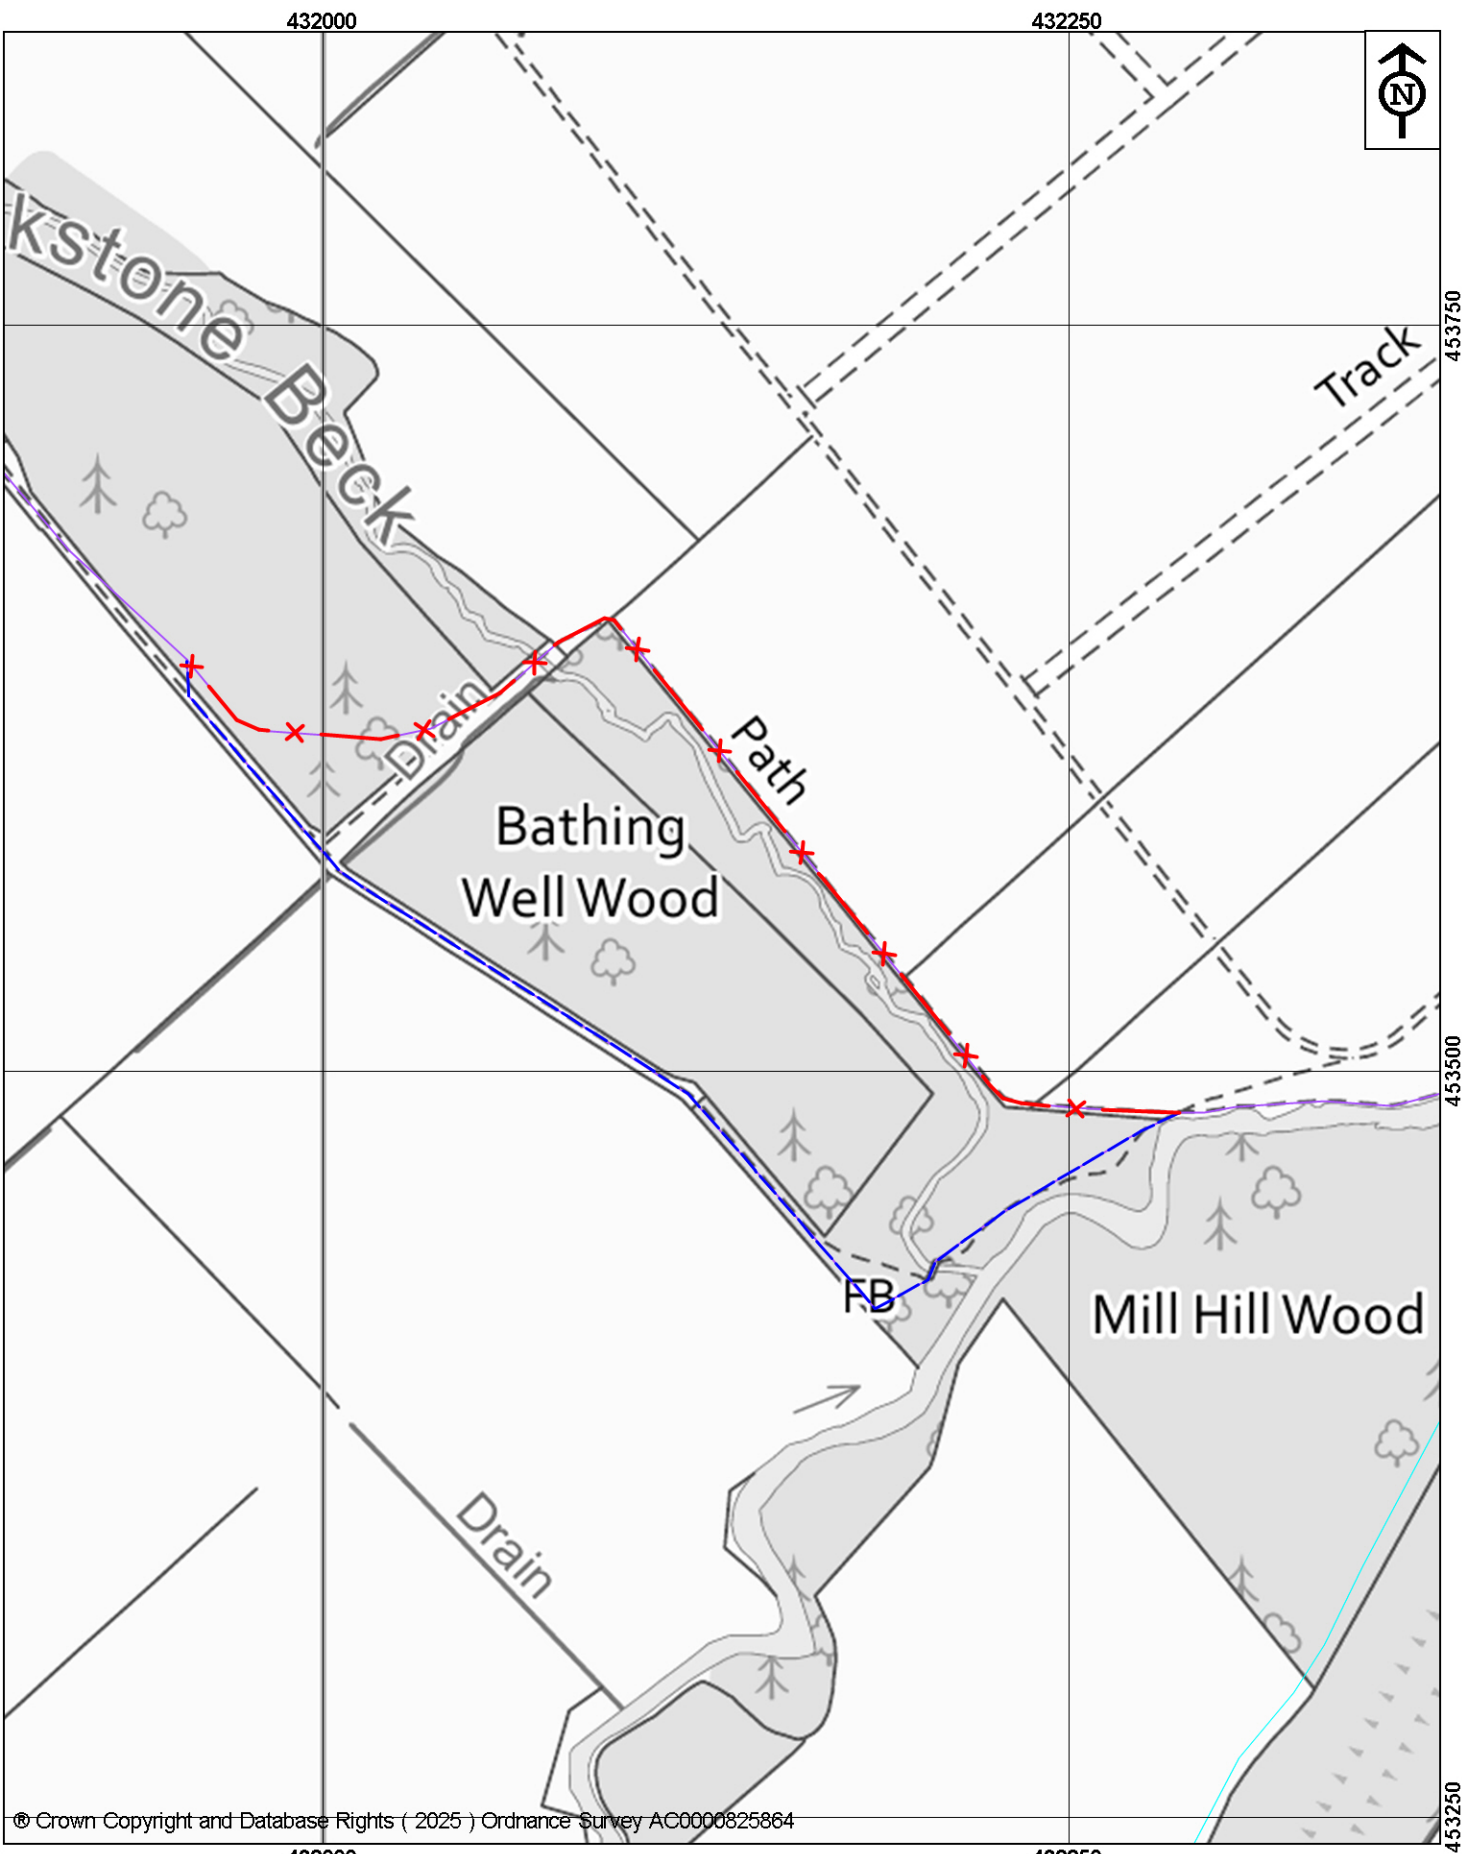 432000
432250
N
kstone Beck
453750
Track
Drain
Path
Bathing
Well Wood
453500
FB
Mill Hill Wood
Drain
453250
® Crown Copyright and Database Rights ( 2025 ) Ordnance Survey AC0000825864